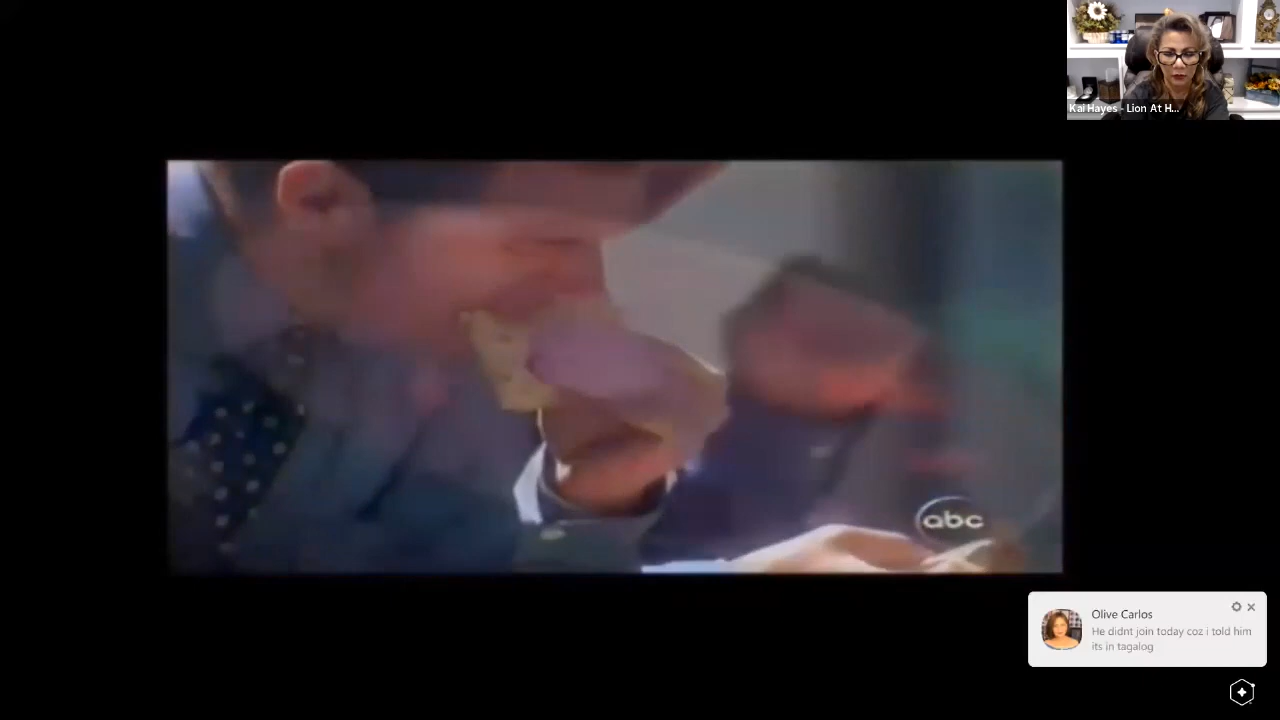 Kai Hayes - Lion At H...
abc
Olive Carlos
He didnt join today coz i told him
its in tagalog